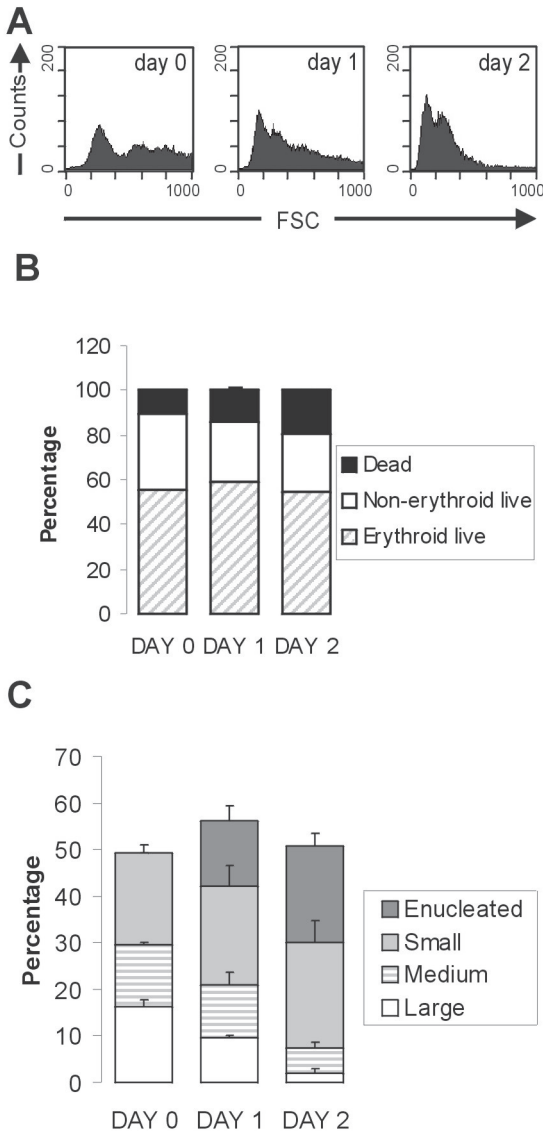 A
200 day 0 200 day 1 200 day 2
Counts
0 0 0
0 1000 0 1000 0 1000
FSC
B
120
100
80
60
40
20
0
Percentage
Dead
Non-erythroid live
Erythroid live
DAY 0 DAY 1 DAY 2
C
70
60
50
40
30
20
10
0
Percentage
Enucleated
Small
Medium
Large
DAY 0 DAY 1 DAY 2